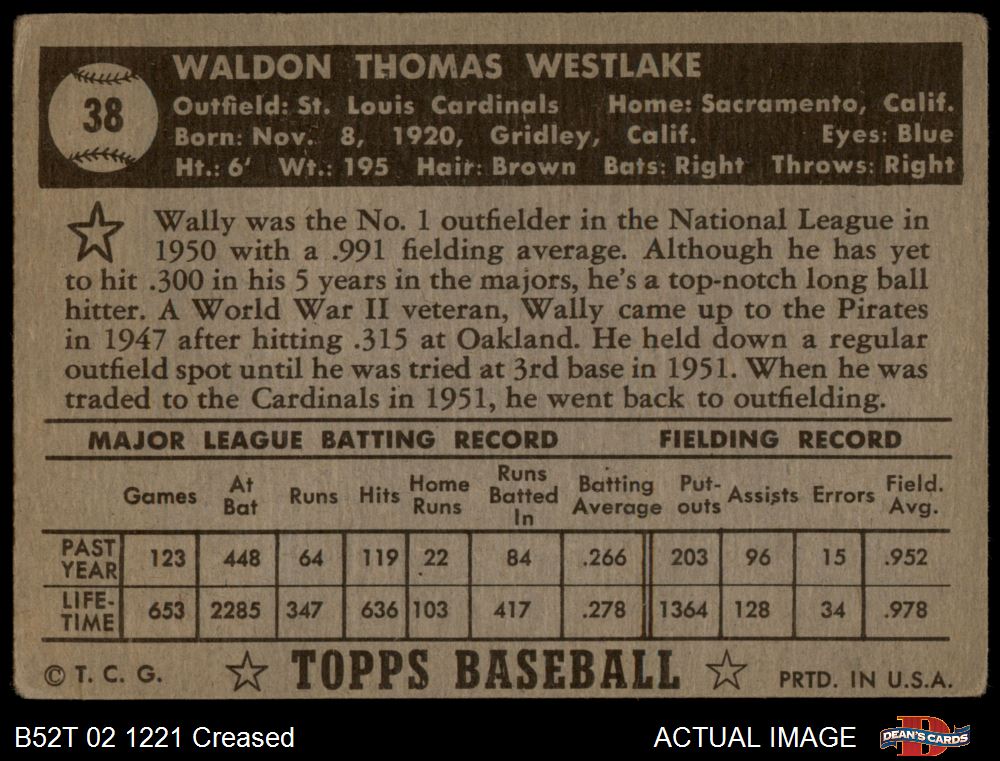 38
WALDON THOMAS WESTLAKE
Outfield: St. Louis Cardinals Home: Sacramento, Calif.
Born: Nov. 8, 1920, Gridley, Calif. Eyes: Blue
Ht.: 6' Wt.: 195 Hair: Brown Bats: Right Throws: Right
Wally was the No. 1 outfielder in the National League in
1950 with a .991 fielding average. Although he has yet
to hit .300 in his 5 years in the majors, he's a top-notch long ball
hitter. A World War II veteran, Wally came up to the Pirates
in 1947 after hitting .315 at Oakland. He held down a regular
outfield spot until he was tried at 3rd base in 1951. When he was
traded to the Cardinals in 1951, he went back to outfielding.
MAJOR LEAGUE BATTING RECORD FIELDING RECORD
Games At Bat Runs Hits Home Runs Runs Batted In Batting Average Put-outs Assists Errors Field. Avg.
PAST YEAR 123 448 64 119 22 84 .266 203 96 15 .952
LIFE-TIME 653 2285 347 636 103 417 .278 1364 128 34 .978
© T. C. G. TOPPS BASEBALL PRTD. IN U.S.A.
B52T 02 1221 Creased ACTUAL IMAGE D DEAN'S CARDS